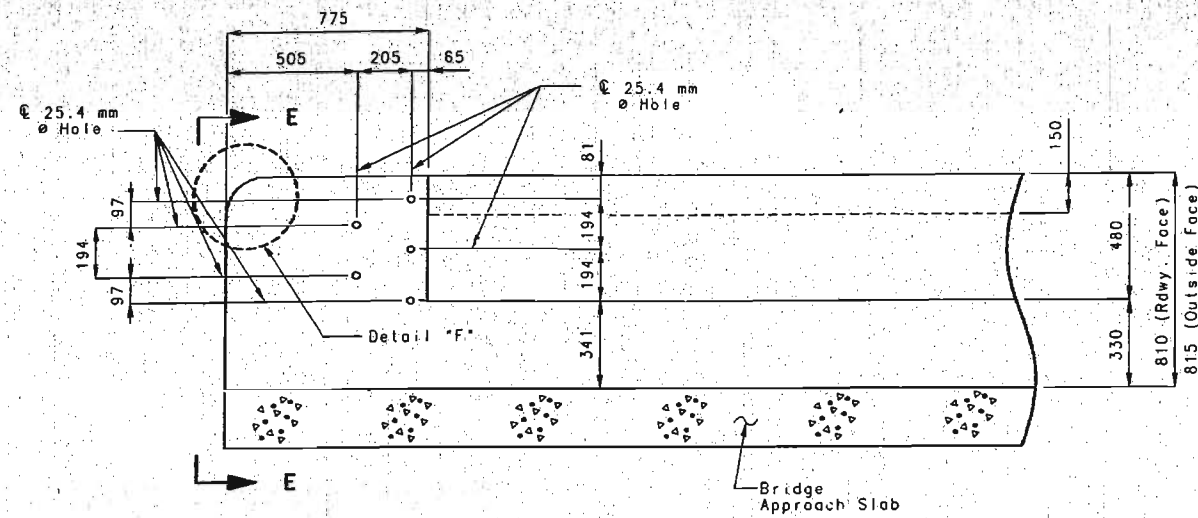 775
505
205
65
℄ 25.4 mm
ø Hole
℄ 25.4 mm
ø Hole
E
150
81
97
194
97
194
194
341
480
330
810 (Rdwy. Face)
815 (Outside Face)
Detail "F"
E
Bridge
Approach Slab